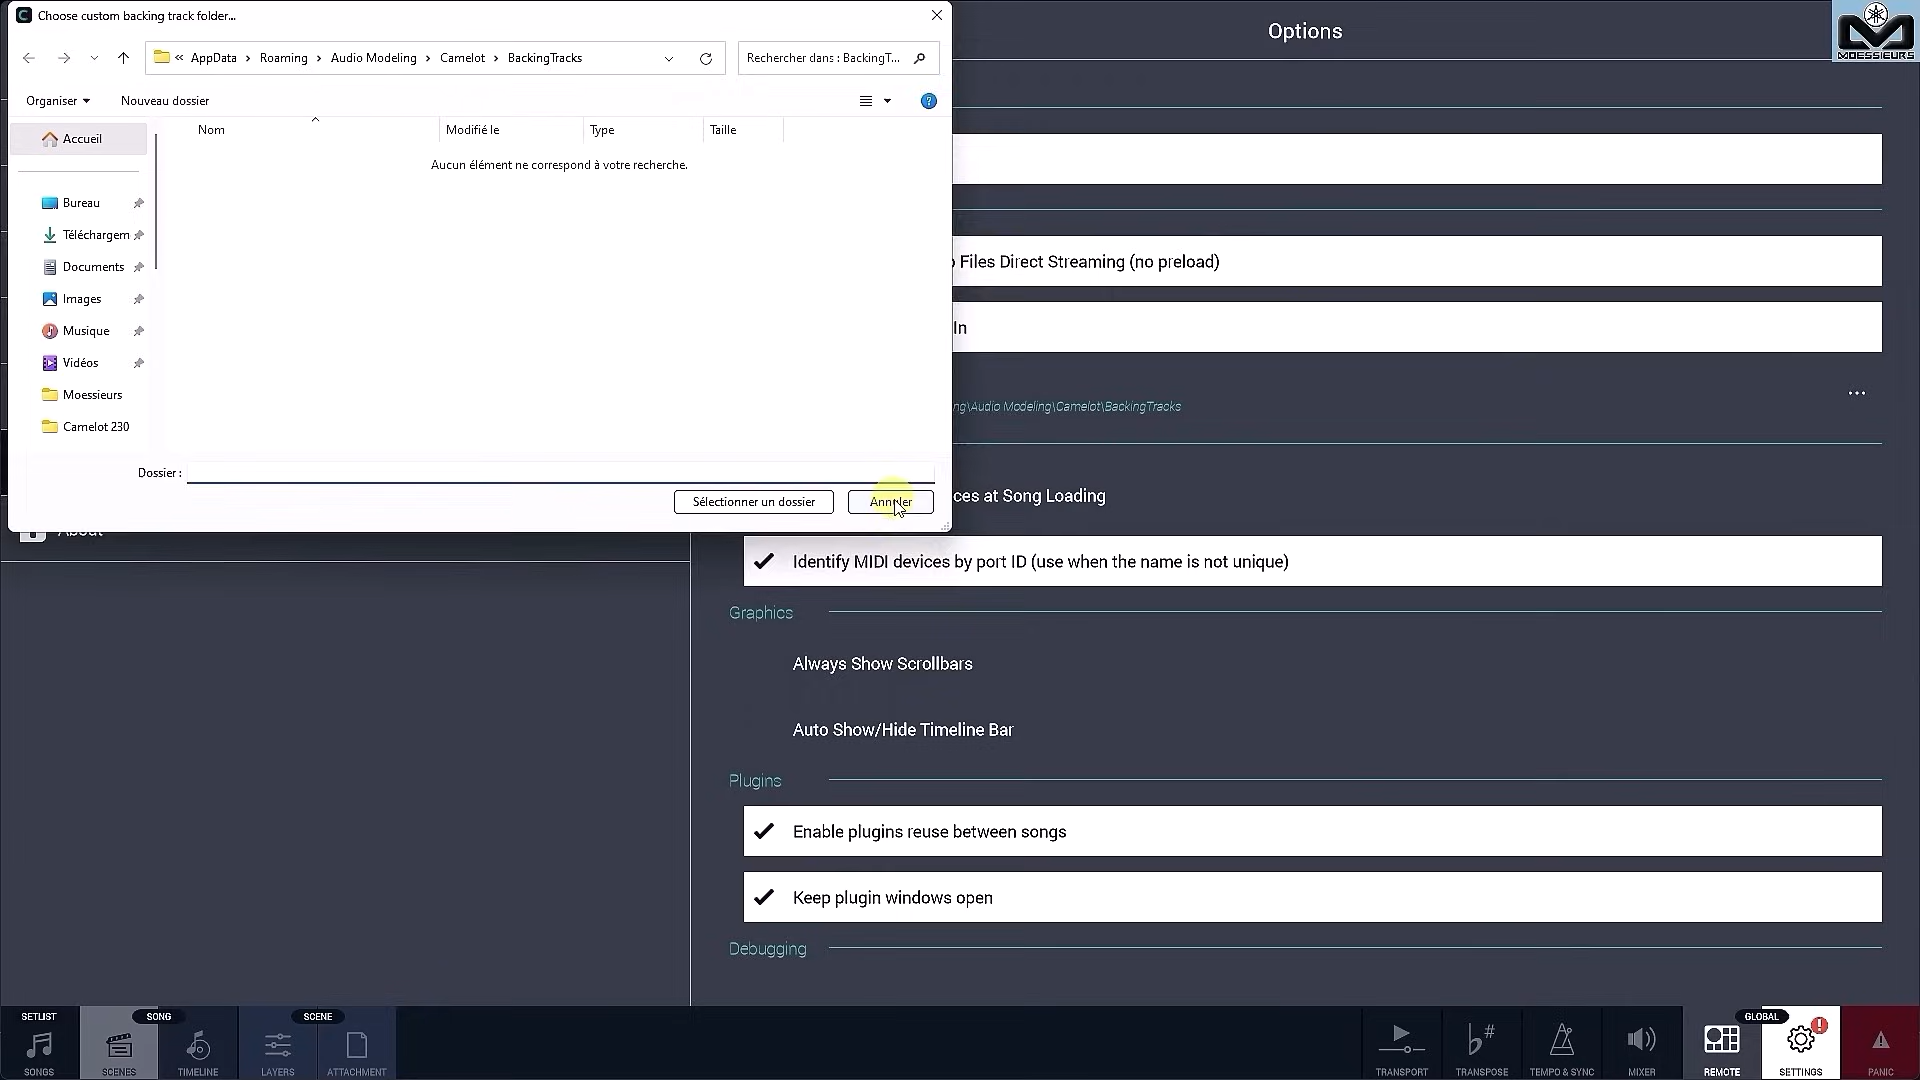 Choose custom backing track folder...
Options
MOESSIEURS
« AppData > Roaming > Audio Modeling > Camelot > BackingTracks
Rechercher dans : BackingT...
Organiser
Nouveau dossier
Nom
Modifié le
Type
Taille
Aucun élément ne correspond à votre recherche.
Accueil
Bureau
Téléchargem
Documents
Images
Musique
Vidéos
Moessieurs
Camelot 230
Dossier :
Sélectionner un dossier
Annuler
Files Direct Streaming (no preload)
In
ng\Audio Modeling\Camelot\BackingTracks
...
ces at Song Loading
About
Identify MIDI devices by port ID (use when the name is not unique)
Graphics
Always Show Scrollbars
Auto Show/Hide Timeline Bar
Plugins
Enable plugins reuse between songs
Keep plugin windows open
Debugging
SETLIST
SONG
SCENE
GLOBAL
SONGS
SCENES
TIMELINE
LAYERS
ATTACHMENT
TRANSPORT
TRANSPOSE
TEMPO & SYNC
MIXER
REMOTE
SETTINGS
PANIC